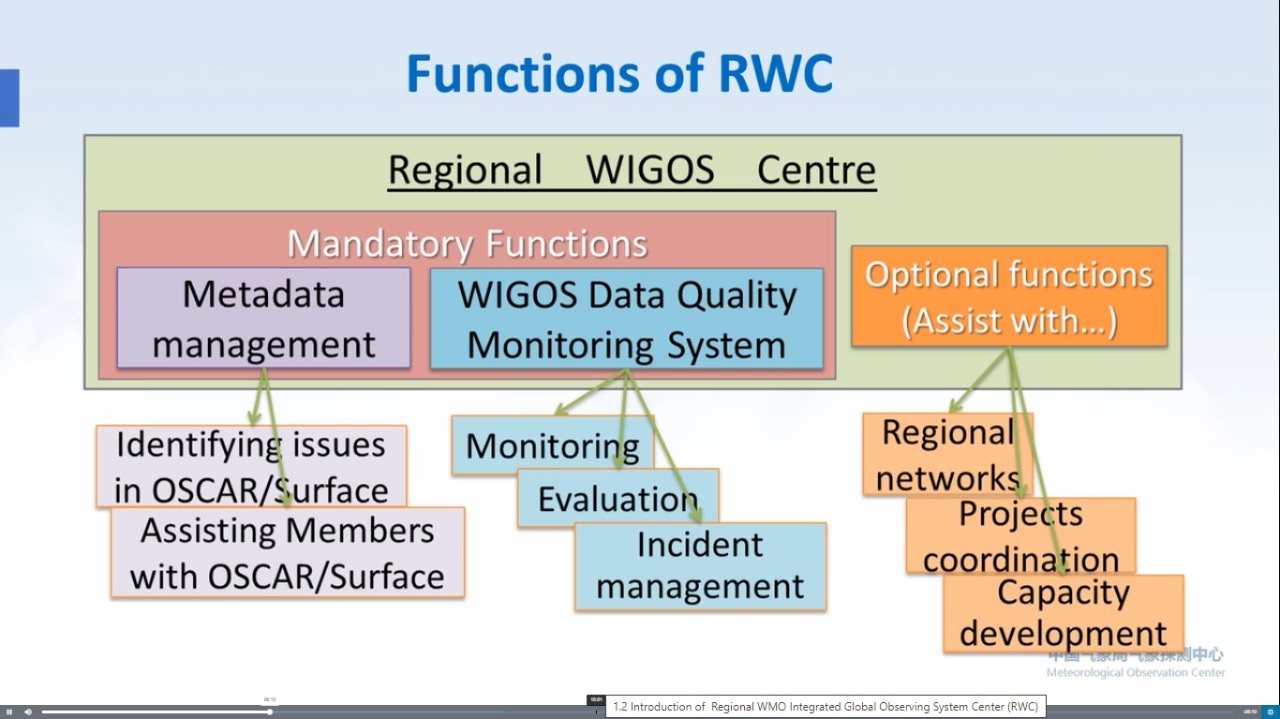 Functions of RWC
Regional WIGOS Centre
Mandatory Functions
Metadata
management
WIGOS Data Quality
Monitoring System
Optional functions
(Assist with...)
Identifying issues
in OSCAR/Surface
Assisting Members
with OSCAR/Surface
Monitoring
Evaluation
Incident
management
Regional
networks
Projects
coordination
Capacity
development
中国气象局气象探测中心
Meteorological Observation Center
1.2 Introduction of Regional WMO Integrated Global Observing System Center (RWC)